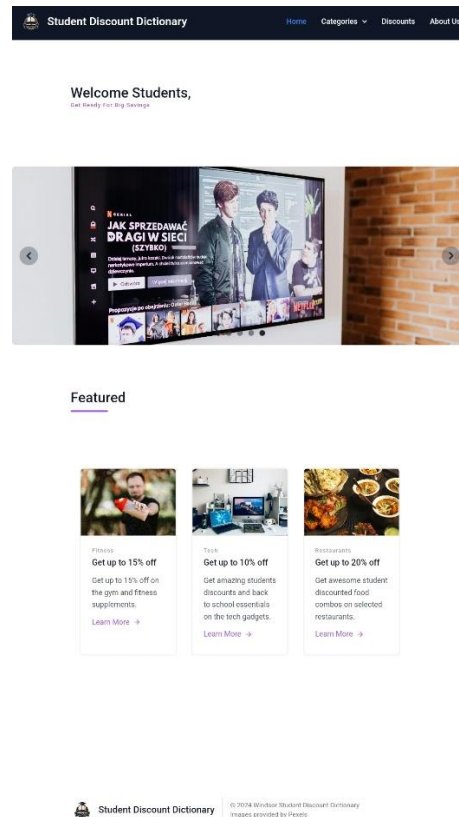 Student Discount Dictionary
Home
Categories
Discounts
About Us
Welcome Students,
Get Ready For Big Savings
JAK SPRZEDAWAĆ
DRAGI W SIECI
(SZYBKO)
NETFLIX
Featured
Fitness
Get up to 15% off
Get up to 15% off on
the gym and fitness
supplements.
Learn More →
Tech
Get up to 10% off
Get amazing students
discounts and back
to school essentials
on the tech gadgets.
Learn More →
Restaurants
Get up to 20% off
Get awesome student
discounted food
combos on selected
restaurants.
Learn More →
Student Discount Dictionary
© 2024 Windsor Student Discount Dictionary
Images provided by Pexels